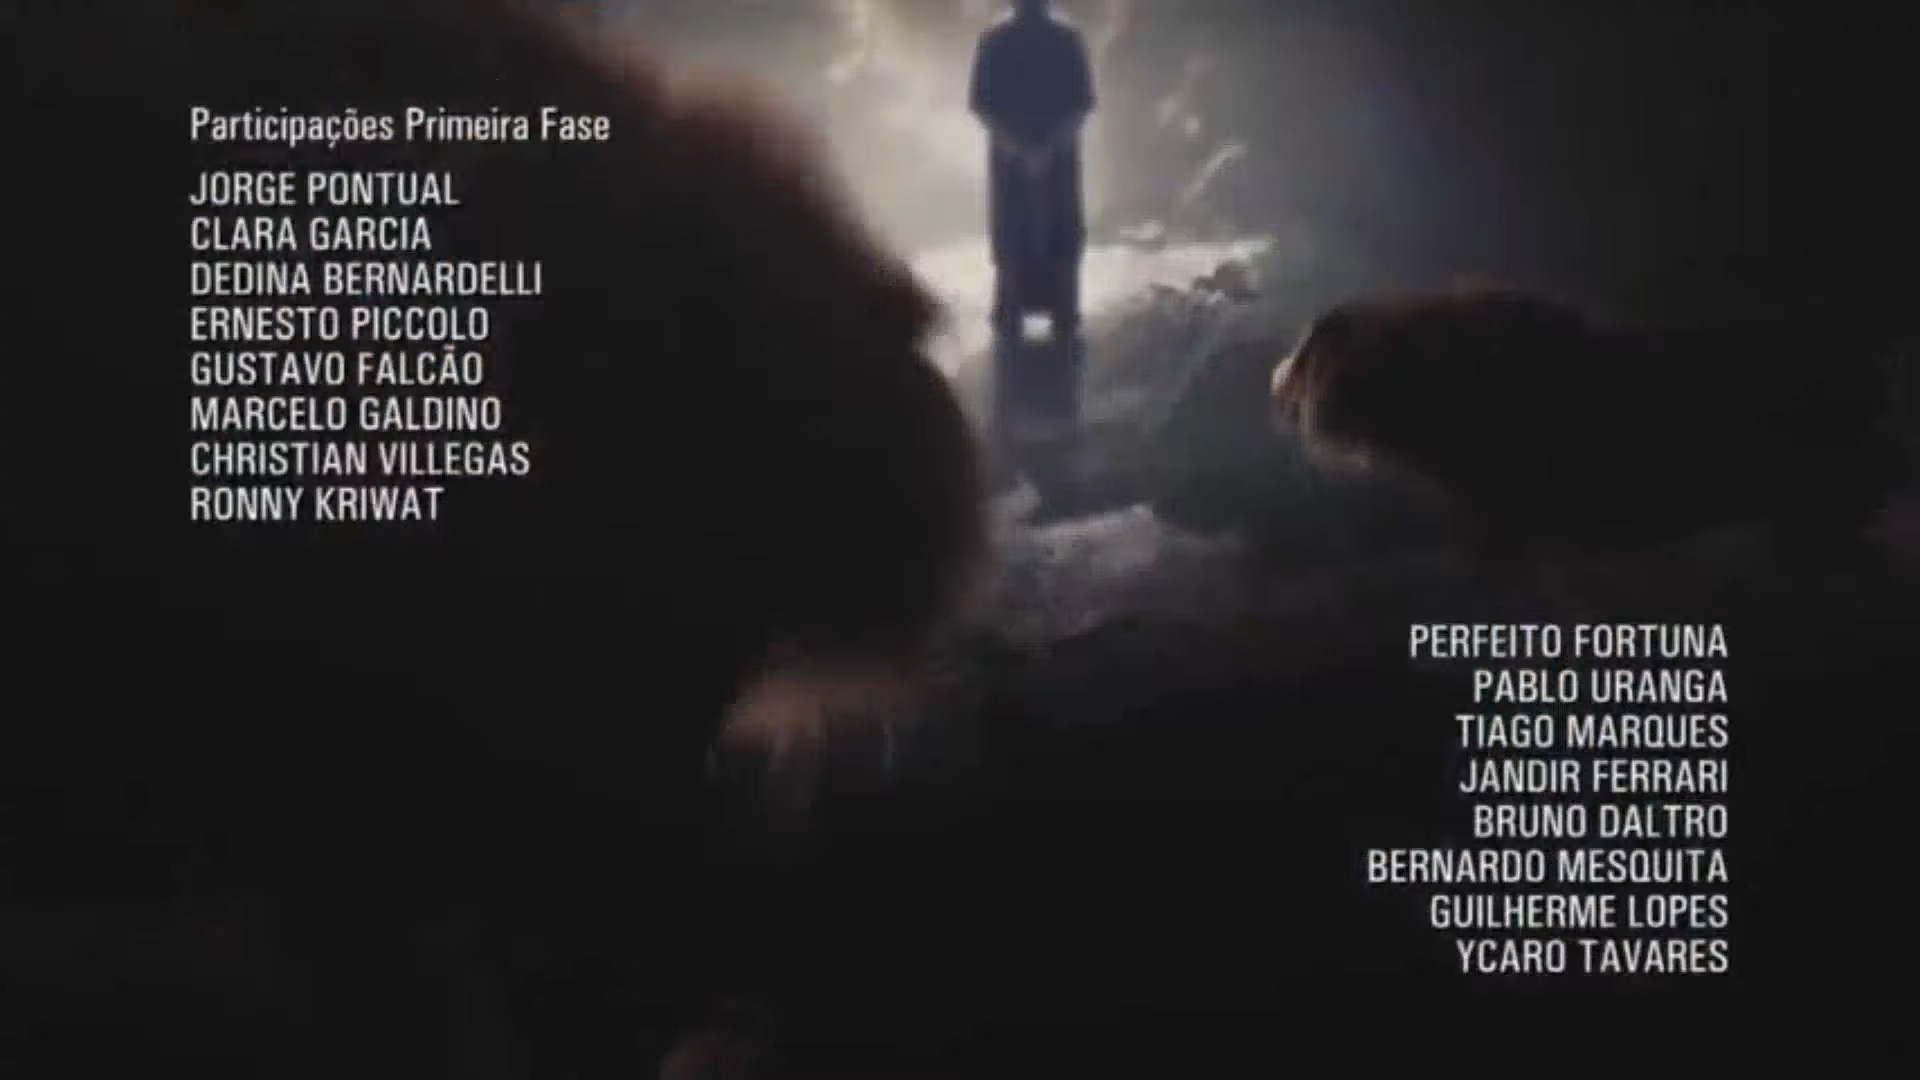 Participações Primeira Fase
JORGE PONTUAL
CLARA GARCIA
DEDINA BERNARDELLI
ERNESTO PICCOLO
GUSTAVO FALCÃO
MARCELO GALDINO
CHRISTIAN VILLEGAS
RONNY KRIWAT
PERFEITO FORTUNA
PABLO URANGA
TIAGO MARQUES
JANDIR FERRARI
BRUNO DALTRO
BERNARDO MESQUITA
GUILHERME LOPES
YCARO TAVARES